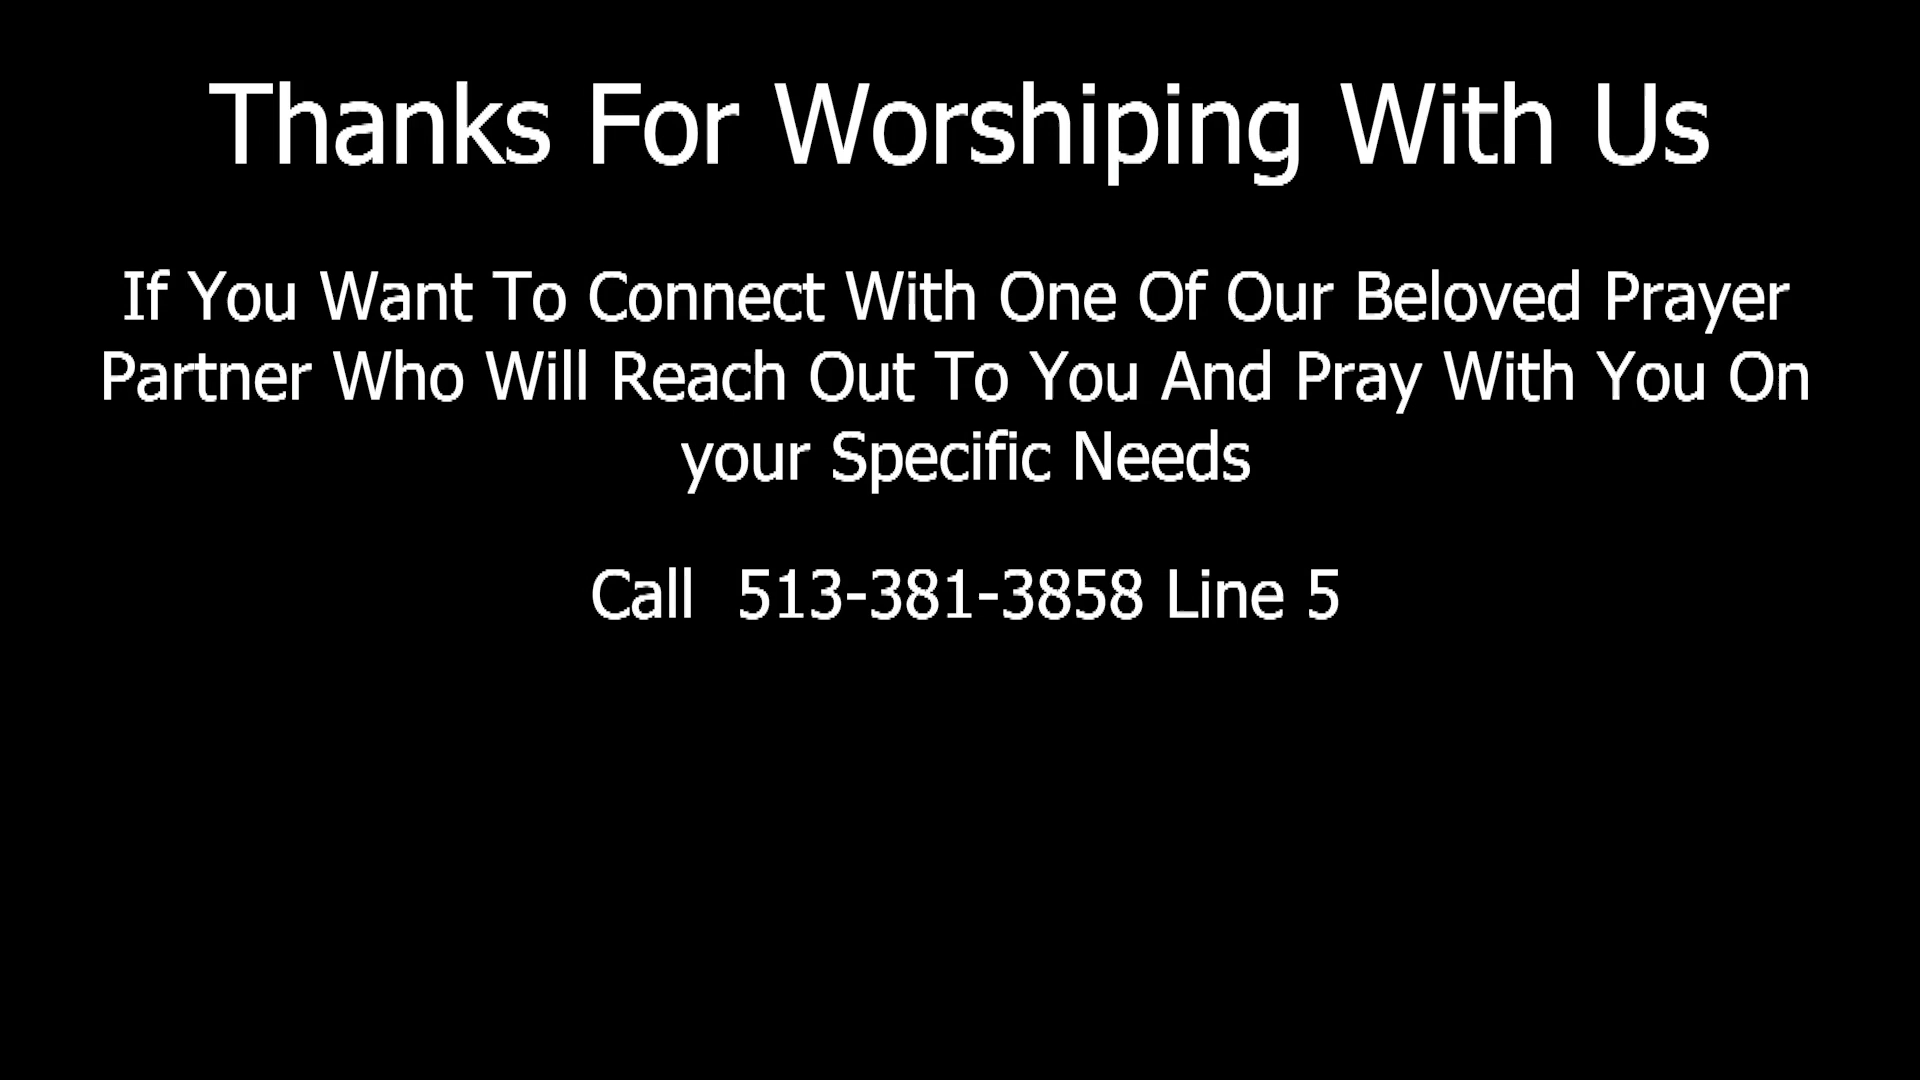 Thanks For Worshiping With Us
If You Want To Connect With One Of Our Beloved Prayer
Partner Who Will Reach Out To You And Pray With You On
your Specific Needs
Call  513-381-3858 Line 5